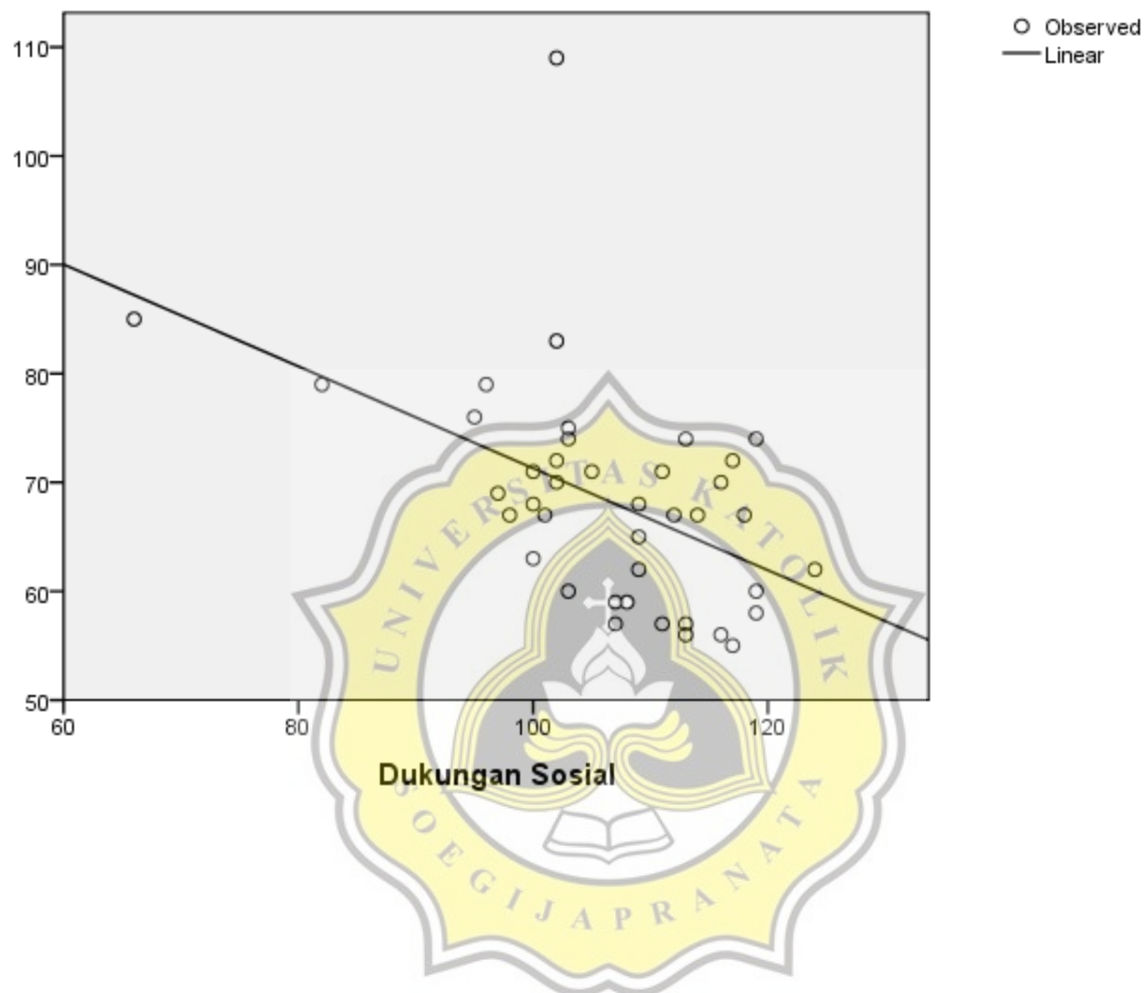 Observed
Linear
110
100
90
80
70
60
50
60 80 100 120
Dukungan Sosial
UNIVERSITAS KATOLIK
SOEGIJAPRANATA